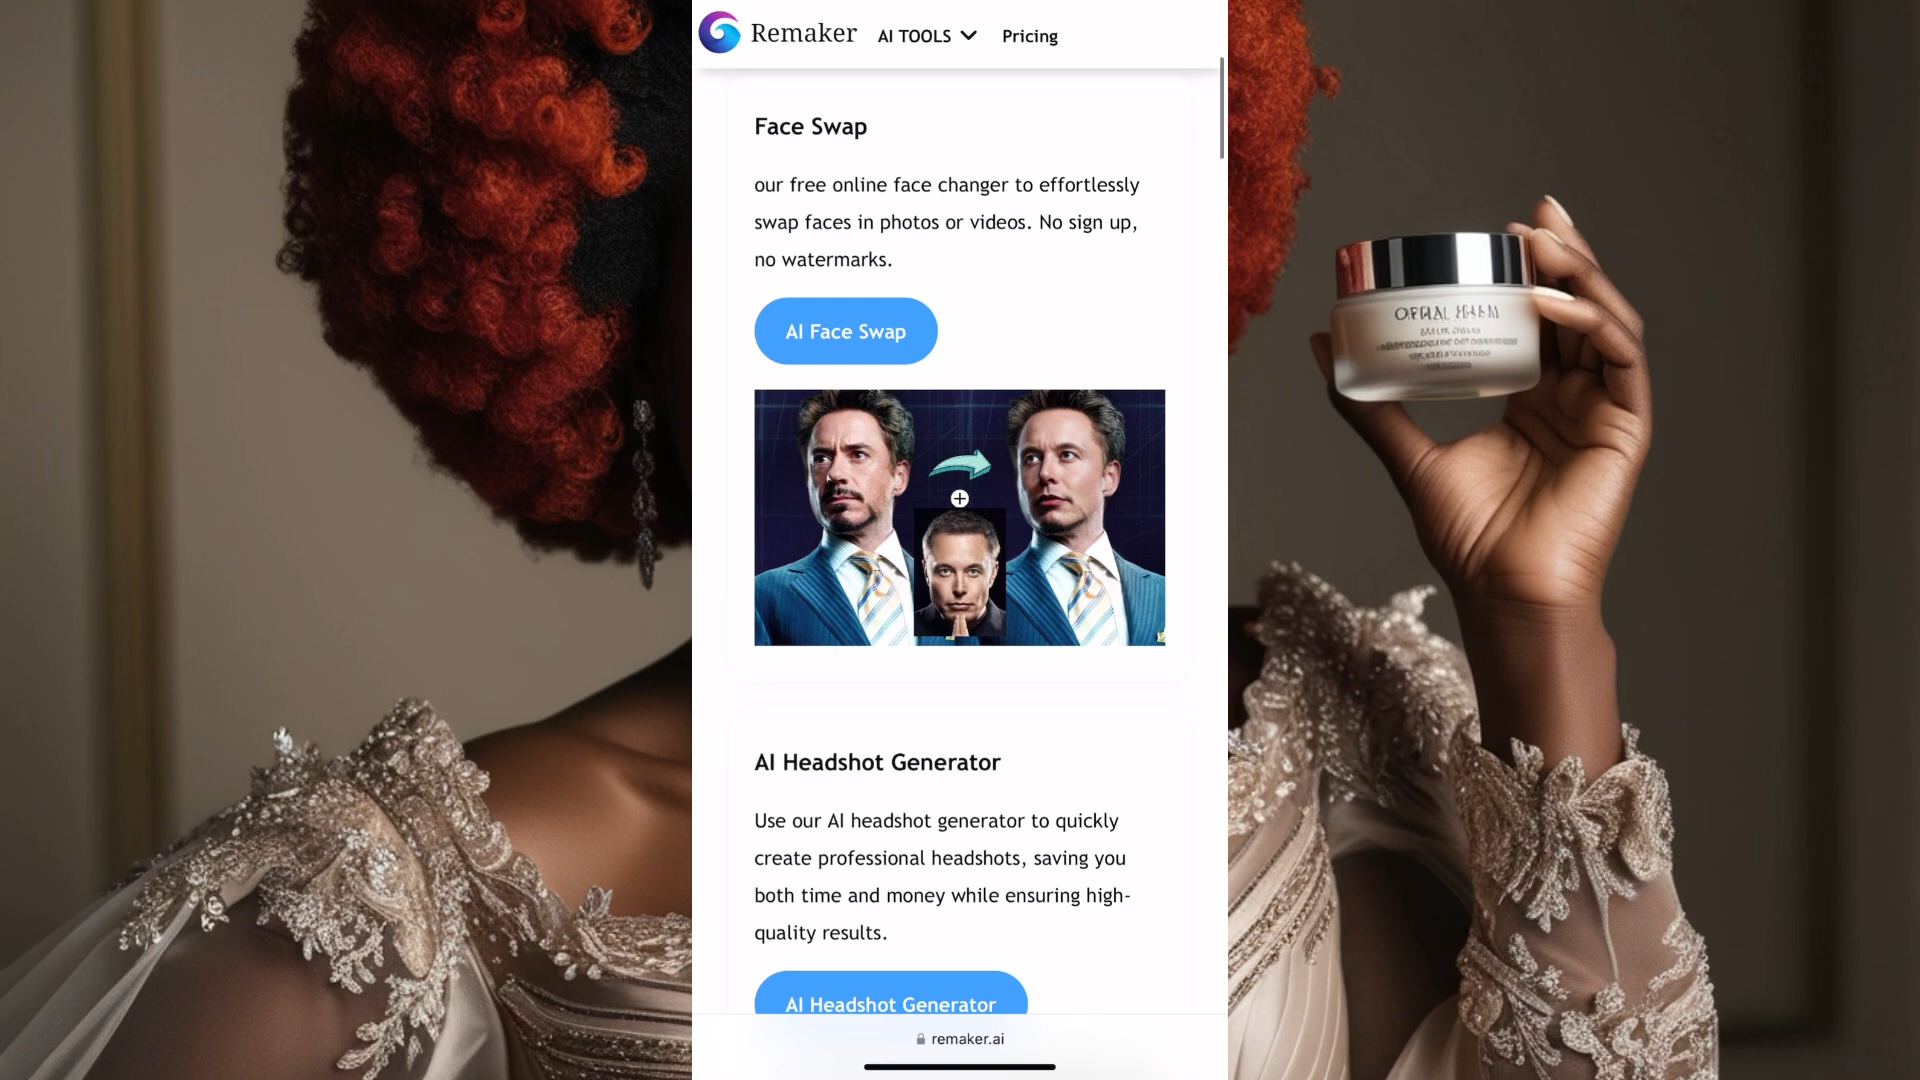 Remaker
AI TOOLS
Pricing
Face Swap
our free online face changer to effortlessly
swap faces in photos or videos. No sign up,
no watermarks.
AI Face Swap
AI Headshot Generator
Use our AI headshot generator to quickly
create professional headshots, saving you
both time and money while ensuring high-
quality results.
AI Headshot Generator
remaker.ai